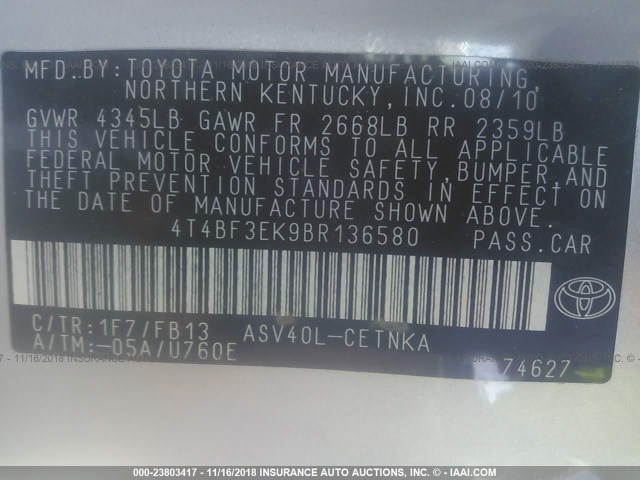 MFD.BY:TOYOTA MOTOR MANUFACTURING,
NORTHERN KENTUCKY,INC.08/10
GVWR 4345LB GAWR FR 2668LB RR 2359LB
THIS VEHICLE CONFORMS TO ALL APPLICABLE
FEDERAL MOTOR VEHICLE SAFETY,BUMPER,AND
THEFT PREVENTION STANDARDS IN EFFECT ON
THE DATE OF MANUFACTURE SHOWN ABOVE.
4T4BF3EK9BR136580 PASS.CAR
C/TR:1F7/FB13 ASV40L-CETNKA
A/TM:-05A/U760E
74627
000-23803417 - 11/16/2018 INSURANCE AUTO AUCTIONS - IAAI.COM